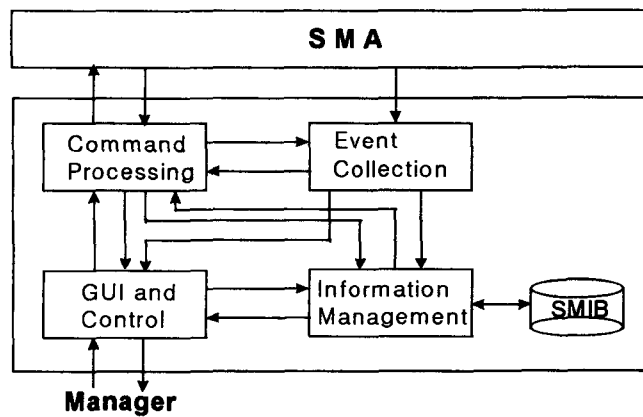 S M A
Command
Processing
Event
Collection
GUI and
Control
Information
Management
SMIB
Manager